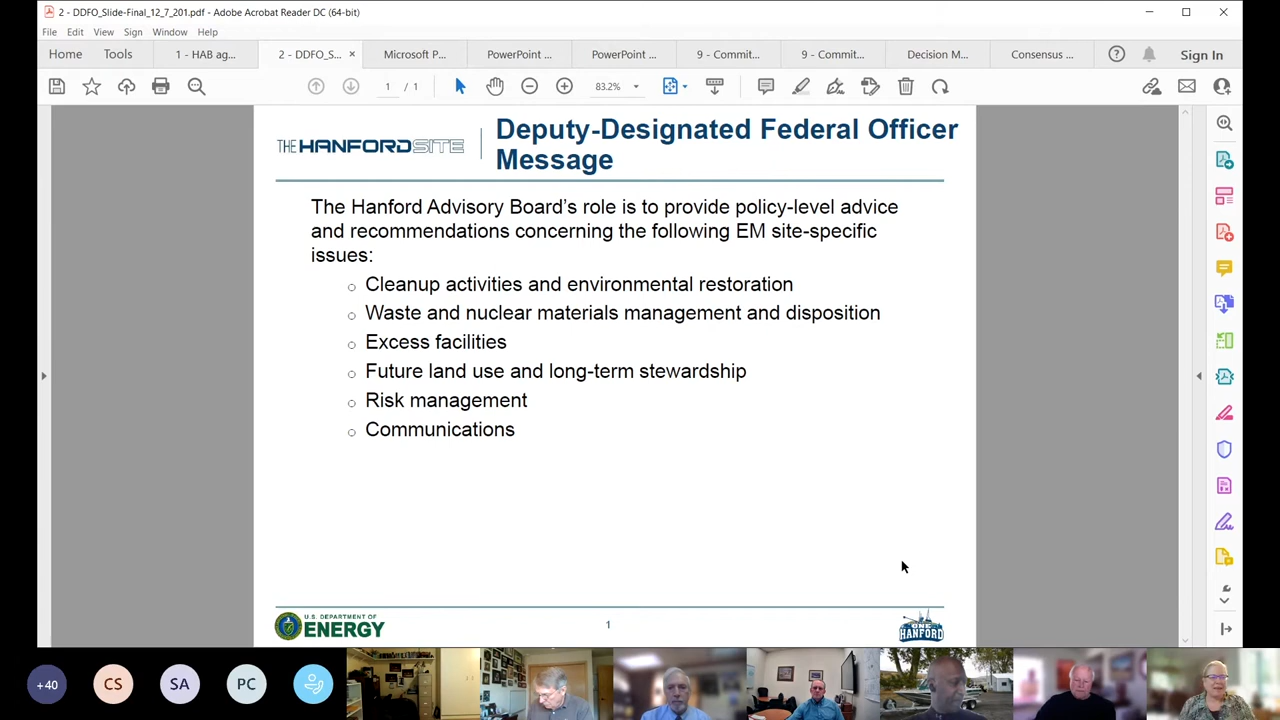 2 - DDFO_Slide-Final_12_7_201.pdf - Adobe Acrobat Reader DC (64-bit)
File Edit View Sign Window Help
Home Tools 1 - HAB ag... 2 - DDFO_S... × Microsoft P... PowerPoint ... PowerPoint ... 9 - Commit... 9 - Commit... Decision M... Consensus ... Sign In
1 / 1 83.2%
THE HANFORD SITE
Deputy-Designated Federal Officer
Message
The Hanford Advisory Board's role is to provide policy-level advice
and recommendations concerning the following EM site-specific
issues:
Cleanup activities and environmental restoration
Waste and nuclear materials management and disposition
Excess facilities
Future land use and long-term stewardship
Risk management
Communications
U.S. DEPARTMENT OF
ENERGY
1
ONE
HANFORD
+40 CS SA PC